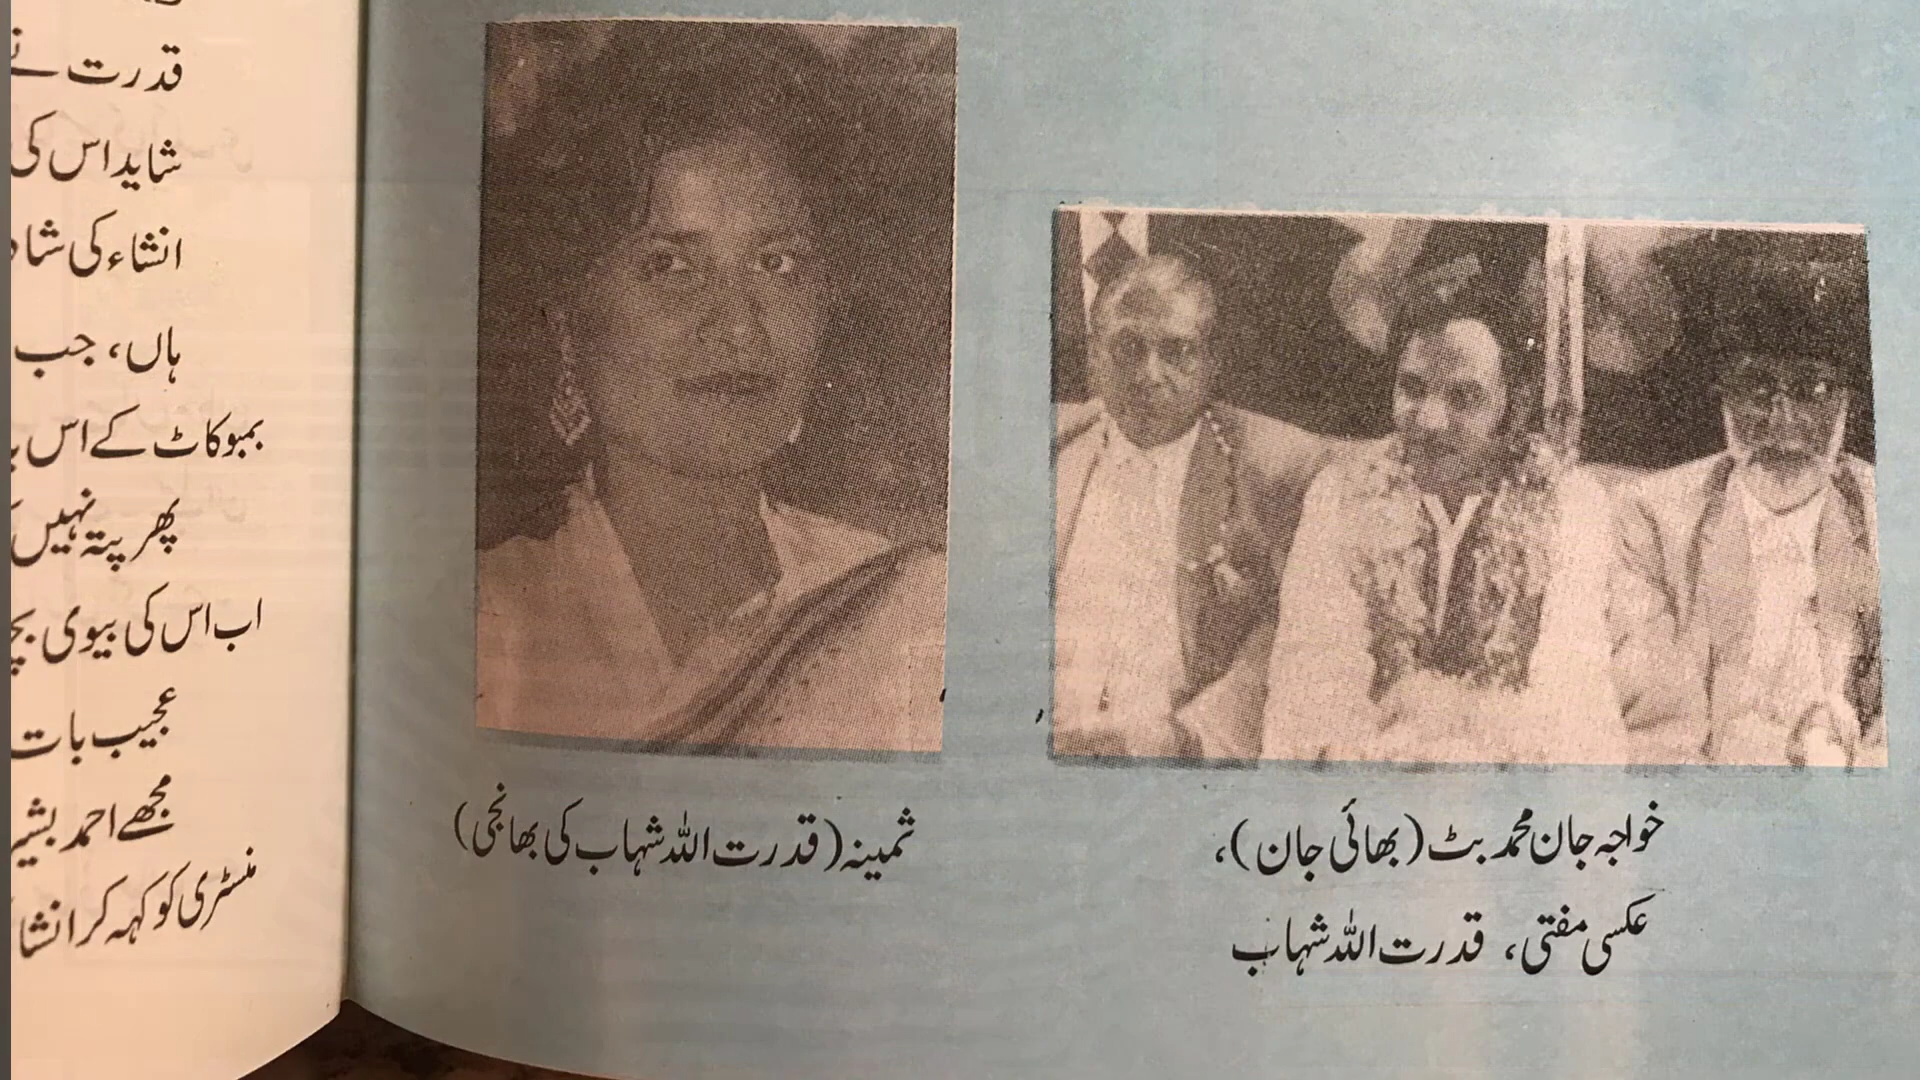 قدرت نے
شاید اس کی
انشاء کی
ہاں، جب
بمبوکاٹ کے اس
پھر پتہ نہیں
اب اس کی بیوی
عجیب بات
مجھے احمد بشیر
منسٹری کو کہہ کر انشا
ثمینہ (قدرت اللہ شہاب کی بھانجی)
خواجہ جان محمد بٹ (بھائی جان)،
عکسی مفتی، قدرت اللہ شہاب